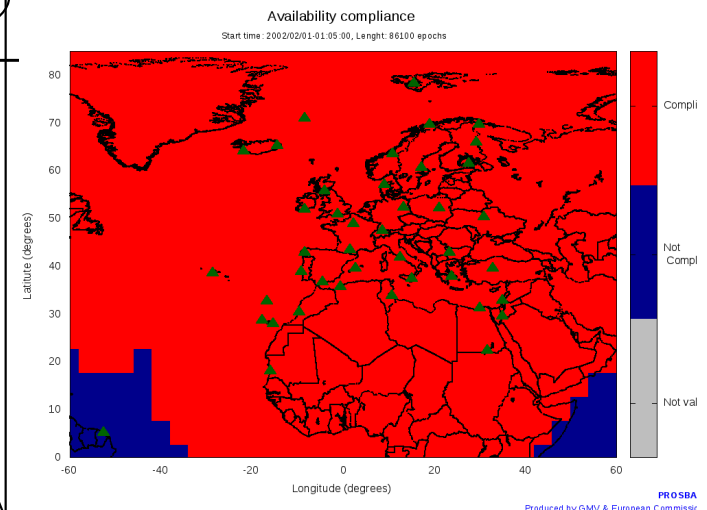 Availability compliance
Start time: 2002/02/01-01:05:00, Lenght: 86100 epochs
80
70
60
50
40
30
20
10
0
-60
-40
-20
0
20
40
60
Latitude (degrees)
Longitude (degrees)
Compli
Not
Compl
Not val
PROSBA
Produced by GMV & European Commissic